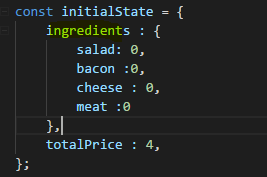 const initialState = {
    ingredients : {
        salad: 0,
        bacon :0,
        cheese : 0,
        meat :0
    },
    totalPrice : 4,
};